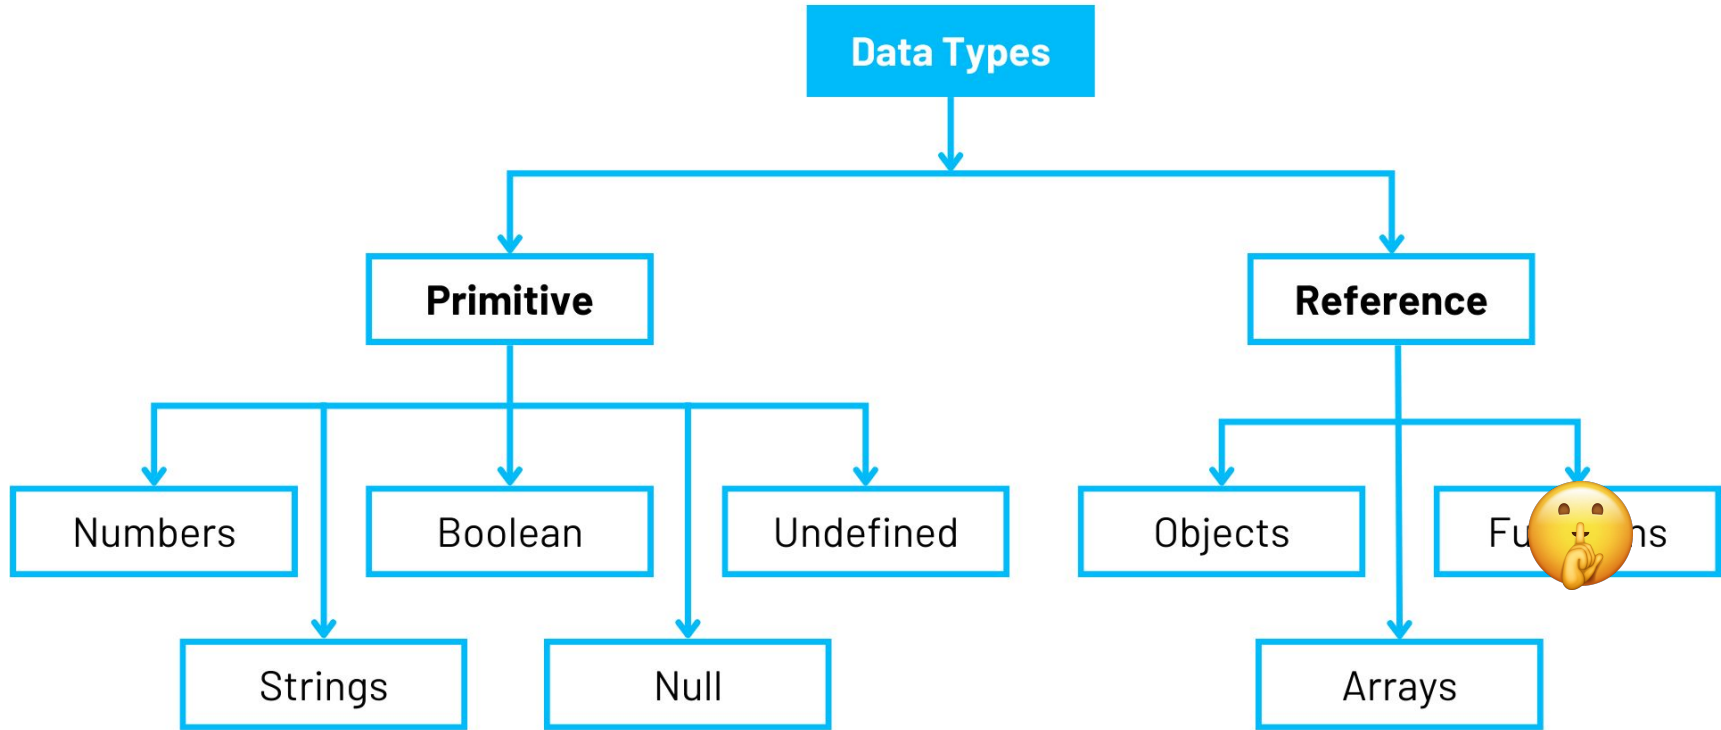 Data Types
Primitive
Reference
Numbers
Boolean
Undefined
Objects
Strings
Null
Arrays